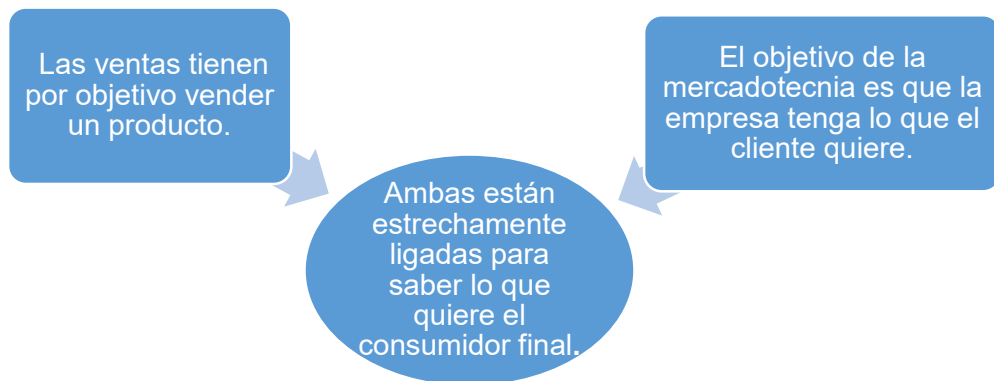 Las ventas tienen
por objetivo vender
un producto.
El objetivo de la
mercadotecnia es que la
empresa tenga lo que el
cliente quiere.
Ambas están
estrechamente
ligadas para
saber lo que
quiere el
consumidor final.